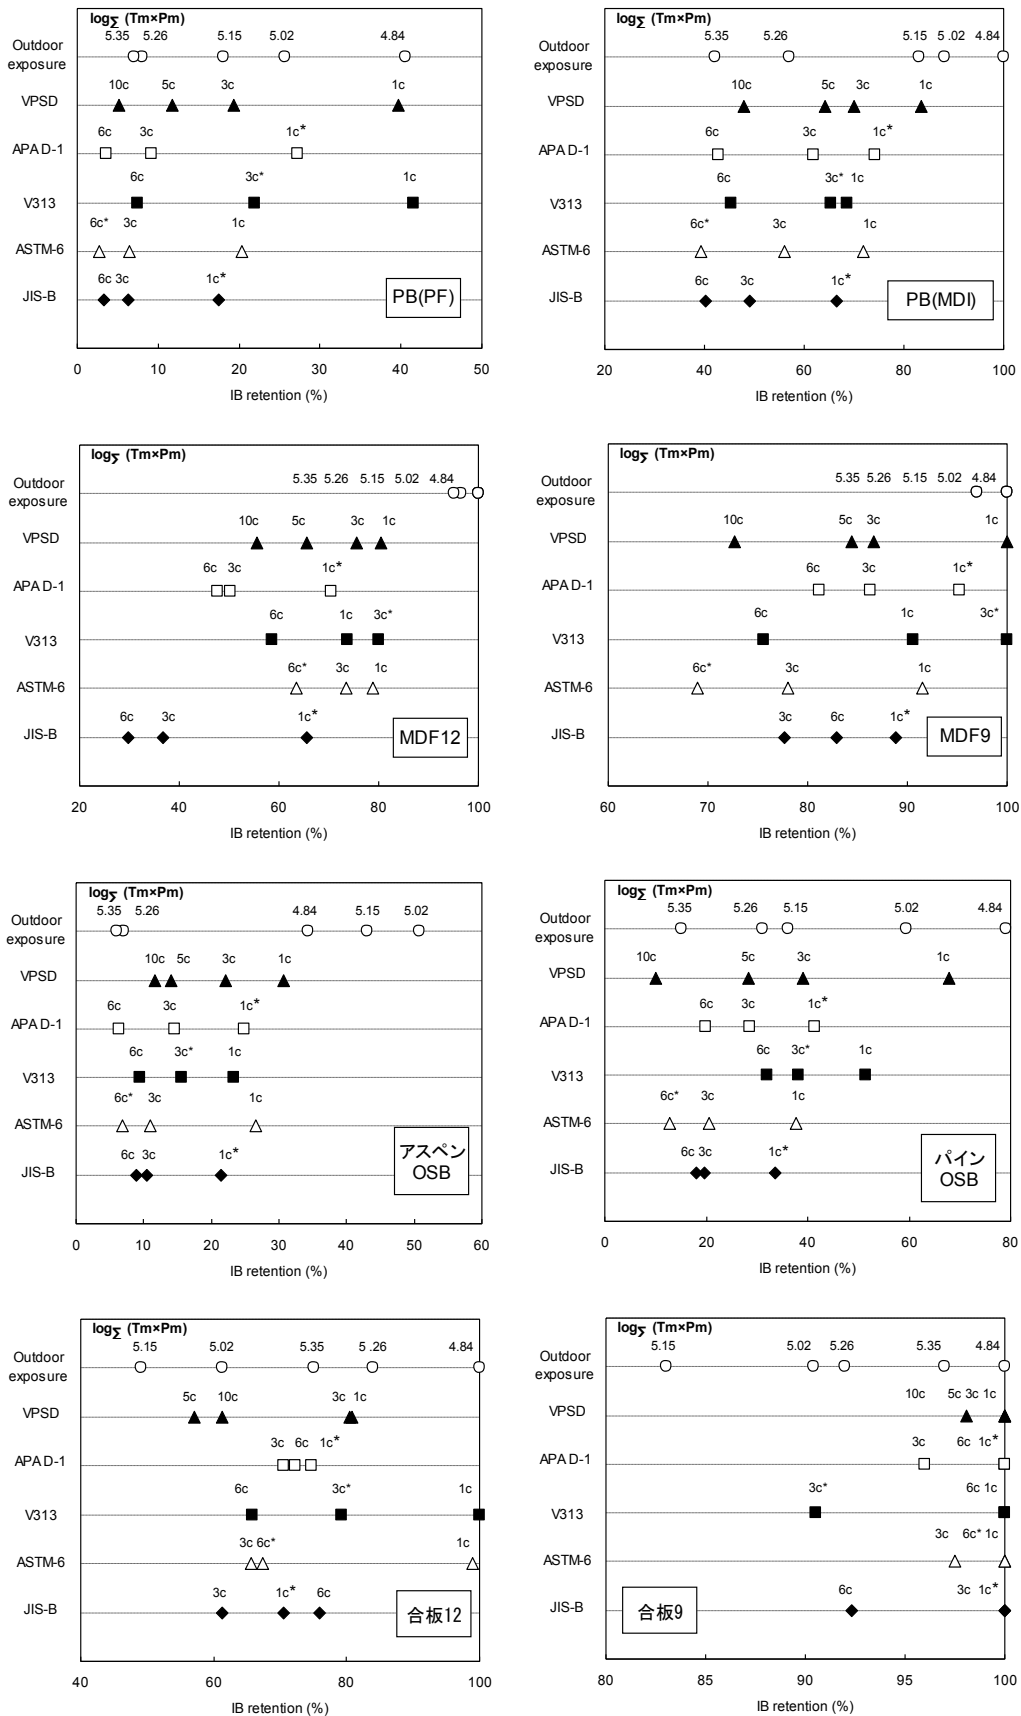 log∑ (Tm×Pm)
5.35 5.26 5.15 5.02 4.84
Outdoor
exposure
10c 5c 3c 1c
VPSD
6c 3c 1c*
APA D-1
6c 3c* 1c
V313
6c* 3c 1c
ASTM-6
6c 3c 1c*
JIS-B
PB(PF)
0 10 20 30 40 50
IB retention (%)
log∑ (Tm×Pm)
5.35 5.26 5.15 5.02 4.84
Outdoor
exposure
10c 6c 3c 1c
VPSD
6c 3c 1c*
APA D-1
6c 3c* 1c
V313
6c* 3c 1c
ASTM-6
6c 3c 1c*
JIS-B
PB(MDI)
20 40 60 80 100
IB retention (%)
log∑ (Tm×Pm)
5.35 5.26 5.15 5.02 4.84
Outdoor
exposure
10c 5c 3c 1c
VPSD
6c 3c 1c*
APA D-1
6c 1c 3c*
V313
6c* 3c 1c
ASTM-6
6c 3c 1c*
JIS-B
MDF12
20 40 60 80 100
IB retention (%)
log∑ (Tm×Pm)
5.35 5.26 5.15 5.02 4.84
Outdoor
exposure
10c 5c 3c 1c
VPSD
6c 3c 1c*
APA D-1
6c 1c 3c*
V313
6c* 3c 1c
ASTM-6
3c 6c 1c*
JIS-B
MDF9
60 70 80 90 100
IB retention (%)
log∑ (Tm×Pm)
5.35 5.26 4.84 5.15 5.02
Outdoor
exposure
10c 5c 3c 1c
VPSD
6c 3c 1c*
APA D-1
6c 3c* 1c
V313
6c* 3c 1c
ASTM-6
6c 3c 1c*
JIS-B
アスペン
OSB
0 10 20 30 40 50 60
IB retention (%)
log∑ (Tm×Pm)
5.35 5.26 5.15 5.02 4.84
Outdoor
exposure
10c 5c 3c 1c
VPSD
6c 3c 1c*
APA D-1
6c 3c* 1c
V313
6c* 3c 1c
ASTM-6
6c 3c 1c*
JIS-B
パイン
OSB
0 20 40 60 80
IB retention (%)
log∑ (Tm×Pm)
5.15 5.02 5.35 5.26 4.84
Outdoor
exposure
5c 10c 3c 1c
VPSD
3c 6c 1c*
APA D-1
6c 3c* 1c
V313
3c 6c* 1c
ASTM-6
3c 1c* 6c
JIS-B
合板12
40 60 80 100
IB retention (%)
log∑ (Tm×Pm)
5.15 5.02 5.26 5.35 4.84
Outdoor
exposure
10c 5c 3c 1c
VPSD
3c 6c 1c*
APA D-1
3c* 6c 1c
V313
3c 6c* 1c
ASTM-6
6c 3c 1c*
JIS-B
合板9
80 85 90 95 100
IB retention (%)